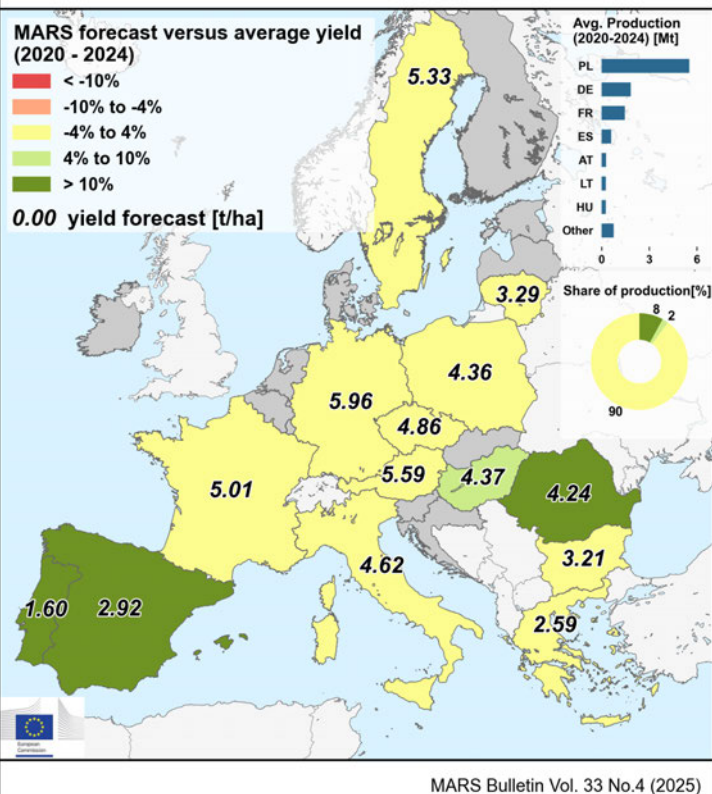 MARS forecast versus average yield
(2020 - 2024)
< -10%
-10% to -4%
-4% to 4%
4% to 10%
> 10%
0.00 yield forecast [t/ha]
Avg. Production
(2020-2024) [Mt]
PL
DE
FR
ES
AT
LT
HU
Other
0 3 6
Share of production[%]
8 2
90
5.33
3.29
4.36
5.96
4.86
5.59
4.37
4.24
5.01
3.21
4.62
2.59
1.60 2.92
European
Commission
MARS Bulletin Vol. 33 No.4 (2025)